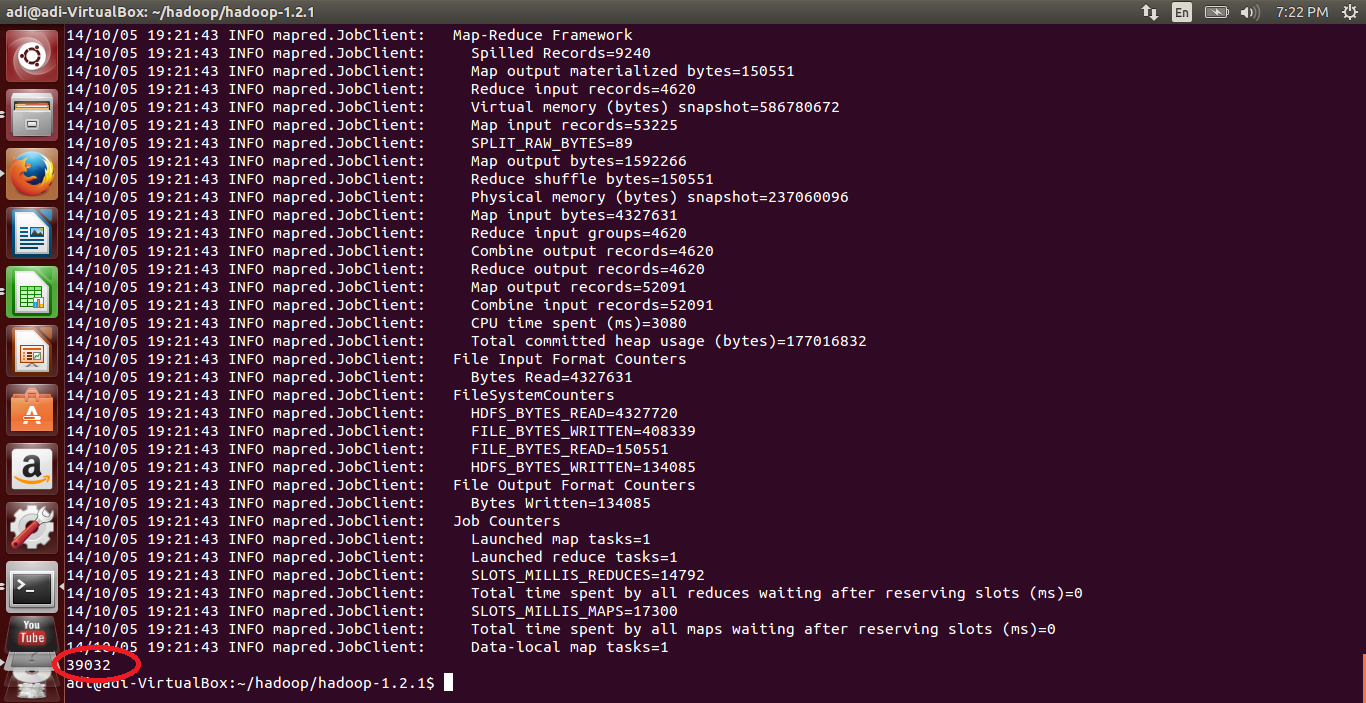 adi@adi-VirtualBox: ~/hadoop/hadoop-1.2.1 En 7:22 PM
14/10/05 19:21:43 INFO mapred.JobClient:   Map-Reduce Framework
14/10/05 19:21:43 INFO mapred.JobClient:     Spilled Records=9240
14/10/05 19:21:43 INFO mapred.JobClient:     Map output materialized bytes=150551
14/10/05 19:21:43 INFO mapred.JobClient:     Reduce input records=4620
14/10/05 19:21:43 INFO mapred.JobClient:     Virtual memory (bytes) snapshot=586780672
14/10/05 19:21:43 INFO mapred.JobClient:     Map input records=53225
14/10/05 19:21:43 INFO mapred.JobClient:     SPLIT_RAW_BYTES=89
14/10/05 19:21:43 INFO mapred.JobClient:     Map output bytes=1592266
14/10/05 19:21:43 INFO mapred.JobClient:     Reduce shuffle bytes=150551
14/10/05 19:21:43 INFO mapred.JobClient:     Physical memory (bytes) snapshot=237060096
14/10/05 19:21:43 INFO mapred.JobClient:     Map input bytes=4327631
14/10/05 19:21:43 INFO mapred.JobClient:     Reduce input groups=4620
14/10/05 19:21:43 INFO mapred.JobClient:     Combine output records=4620
14/10/05 19:21:43 INFO mapred.JobClient:     Reduce output records=4620
14/10/05 19:21:43 INFO mapred.JobClient:     Map output records=52091
14/10/05 19:21:43 INFO mapred.JobClient:     Combine input records=52091
14/10/05 19:21:43 INFO mapred.JobClient:     CPU time spent (ms)=3080
14/10/05 19:21:43 INFO mapred.JobClient:     Total committed heap usage (bytes)=177016832
14/10/05 19:21:43 INFO mapred.JobClient:   File Input Format Counters
14/10/05 19:21:43 INFO mapred.JobClient:     Bytes Read=4327631
14/10/05 19:21:43 INFO mapred.JobClient:   FileSystemCounters
14/10/05 19:21:43 INFO mapred.JobClient:     HDFS_BYTES_READ=4327720
14/10/05 19:21:43 INFO mapred.JobClient:     FILE_BYTES_WRITTEN=408339
14/10/05 19:21:43 INFO mapred.JobClient:     FILE_BYTES_READ=150551
14/10/05 19:21:43 INFO mapred.JobClient:     HDFS_BYTES_WRITTEN=134085
14/10/05 19:21:43 INFO mapred.JobClient:   File Output Format Counters
14/10/05 19:21:43 INFO mapred.JobClient:     Bytes Written=134085
14/10/05 19:21:43 INFO mapred.JobClient:   Job Counters
14/10/05 19:21:43 INFO mapred.JobClient:     Launched map tasks=1
14/10/05 19:21:43 INFO mapred.JobClient:     Launched reduce tasks=1
14/10/05 19:21:43 INFO mapred.JobClient:     SLOTS_MILLIS_REDUCES=14792
14/10/05 19:21:43 INFO mapred.JobClient:     Total time spent by all reduces waiting after reserving slots (ms)=0
14/10/05 19:21:43 INFO mapred.JobClient:     SLOTS_MILLIS_MAPS=17300
14/10/05 19:21:43 INFO mapred.JobClient:     Total time spent by all maps waiting after reserving slots (ms)=0
14/10/05 19:21:43 INFO mapred.JobClient:     Data-local map tasks=1
39032
adi@adi-VirtualBox:~/hadoop/hadoop-1.2.1$
a
You
Tube